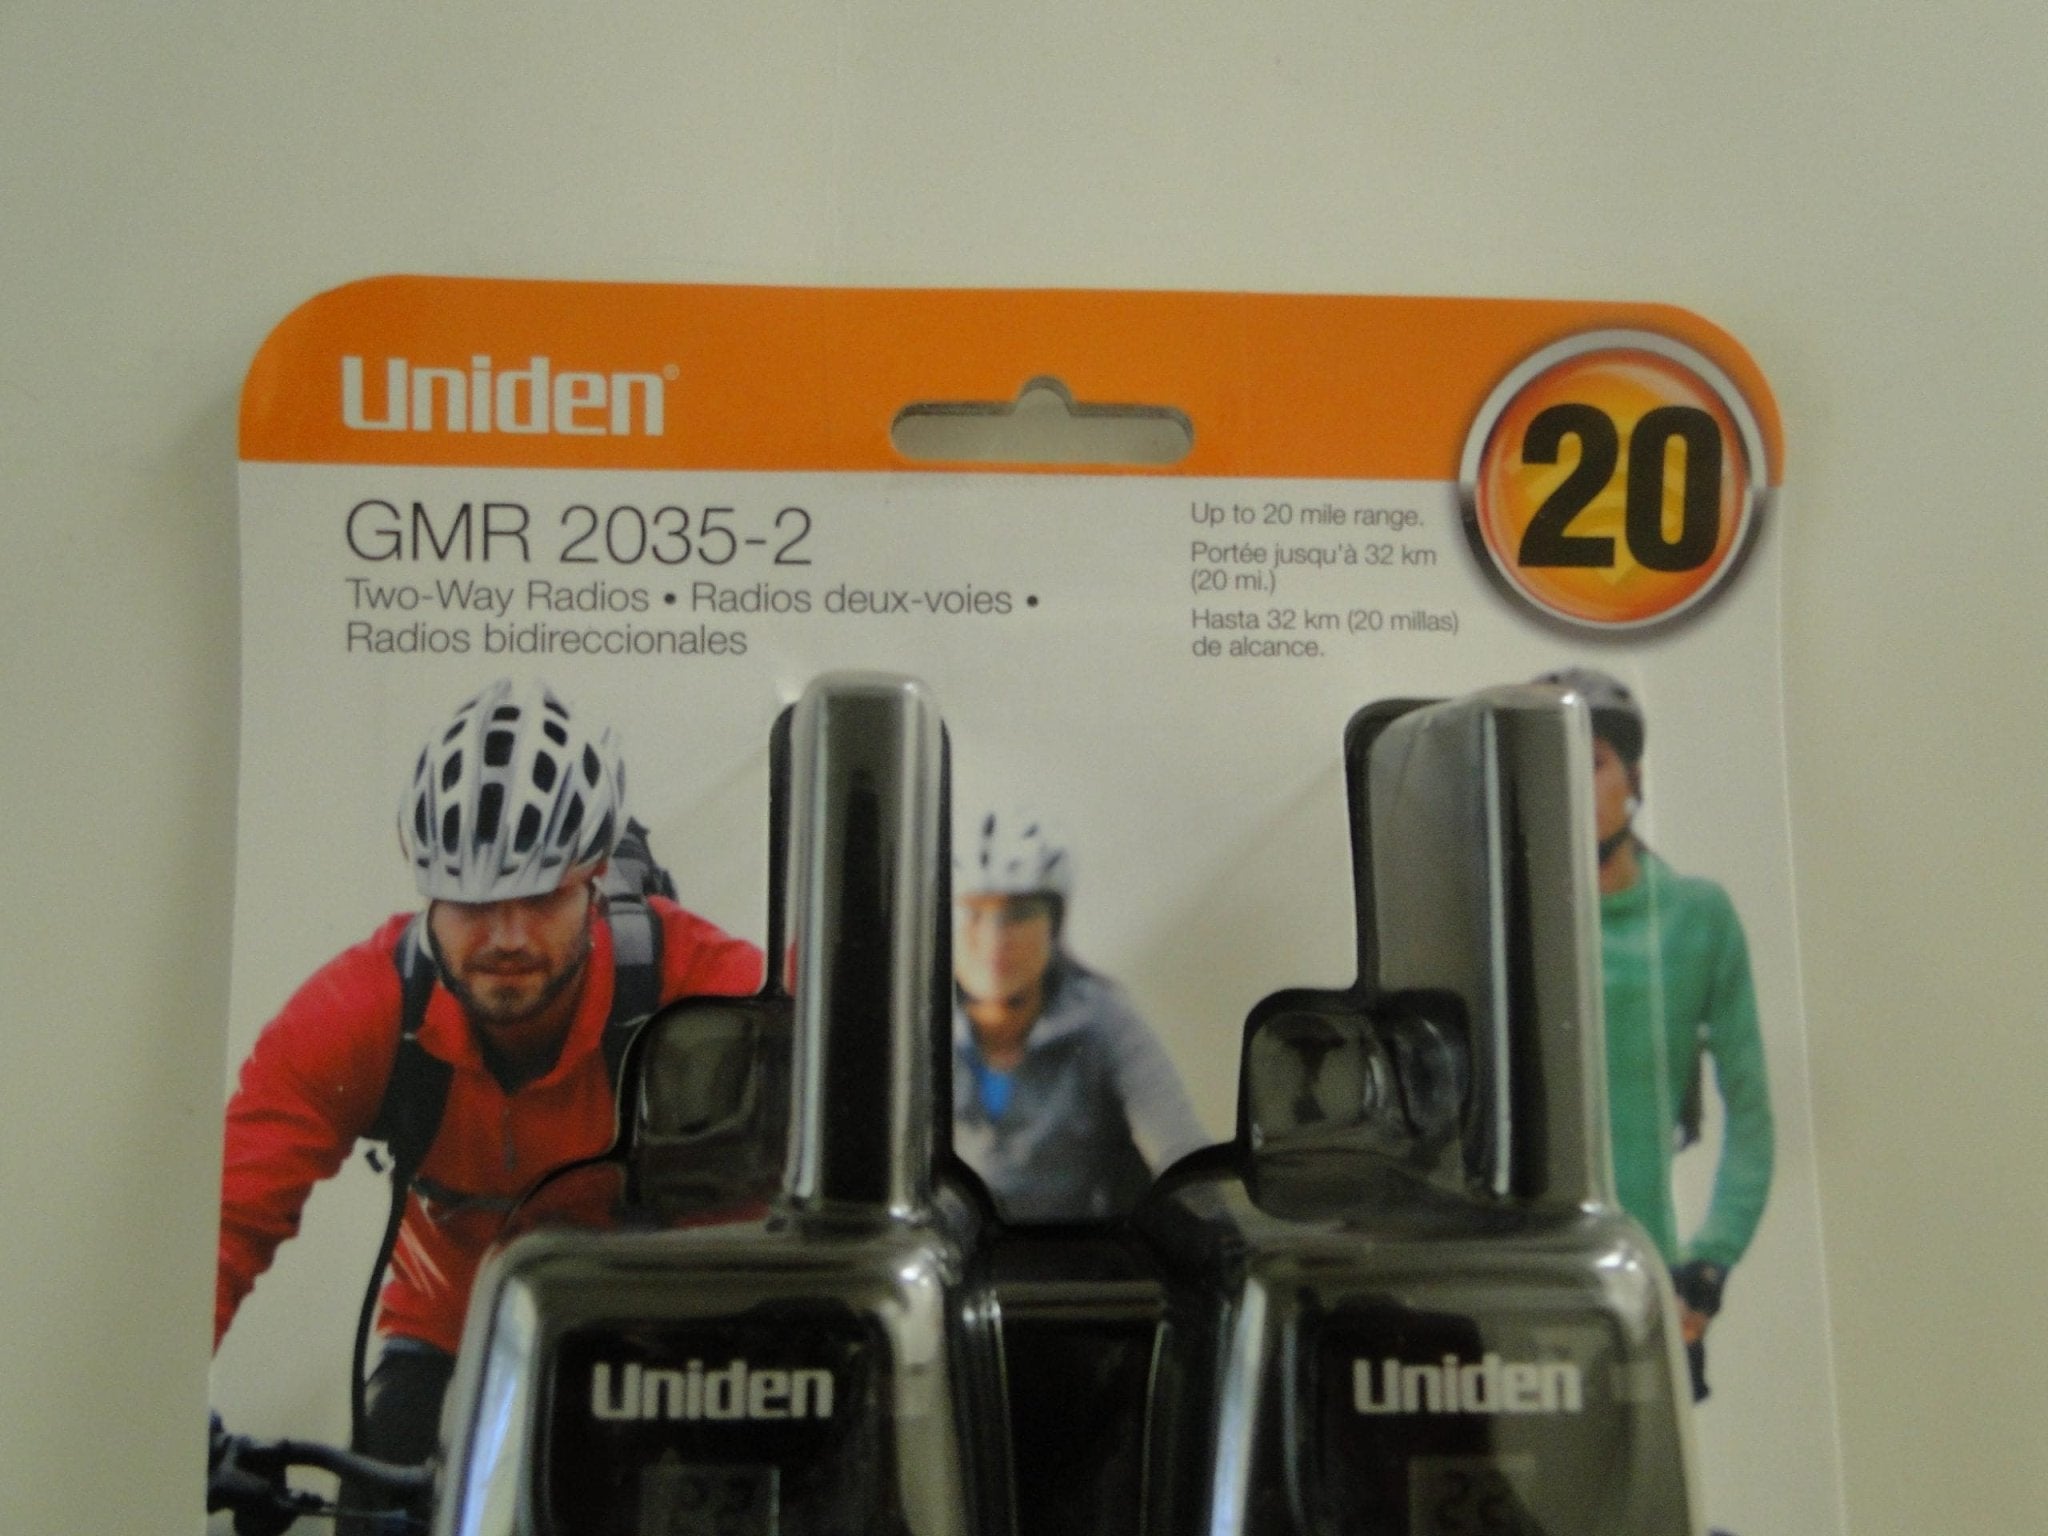 Uniden®
20
GMR 2035-2
Two-Way Radios • Radios deux-voies •
Radios bidireccionales
Up to 20 mile range.
Portée jusqu'à 32 km
(20 mi.)
Hasta 32 km (20 millas)
de alcance.
Uniden
Uniden
22